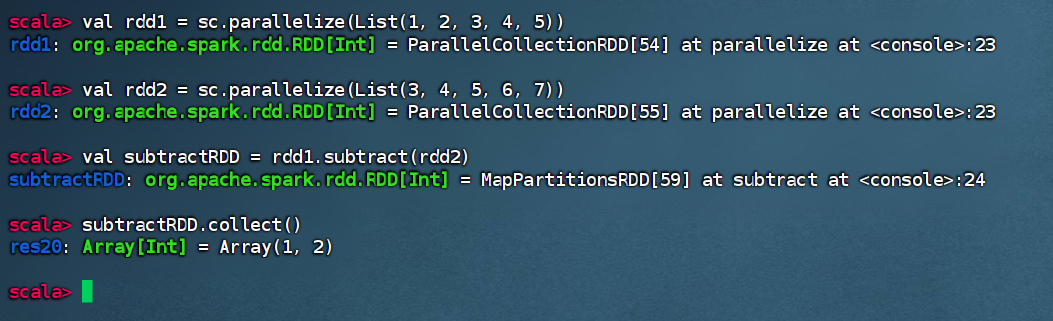 scala> val rdd1 = sc.parallelize(List(1, 2, 3, 4, 5))
rdd1: org.apache.spark.rdd.RDD[Int] = ParallelCollectionRDD[54] at parallelize at <console>:23
scala> val rdd2 = sc.parallelize(List(3, 4, 5, 6, 7))
rdd2: org.apache.spark.rdd.RDD[Int] = ParallelCollectionRDD[55] at parallelize at <console>:23
scala> val subtractRDD = rdd1.subtract(rdd2)
subtractRDD: org.apache.spark.rdd.RDD[Int] = MapPartitionsRDD[59] at subtract at <console>:24
scala> subtractRDD.collect()
res20: Array[Int] = Array(1, 2)
scala>